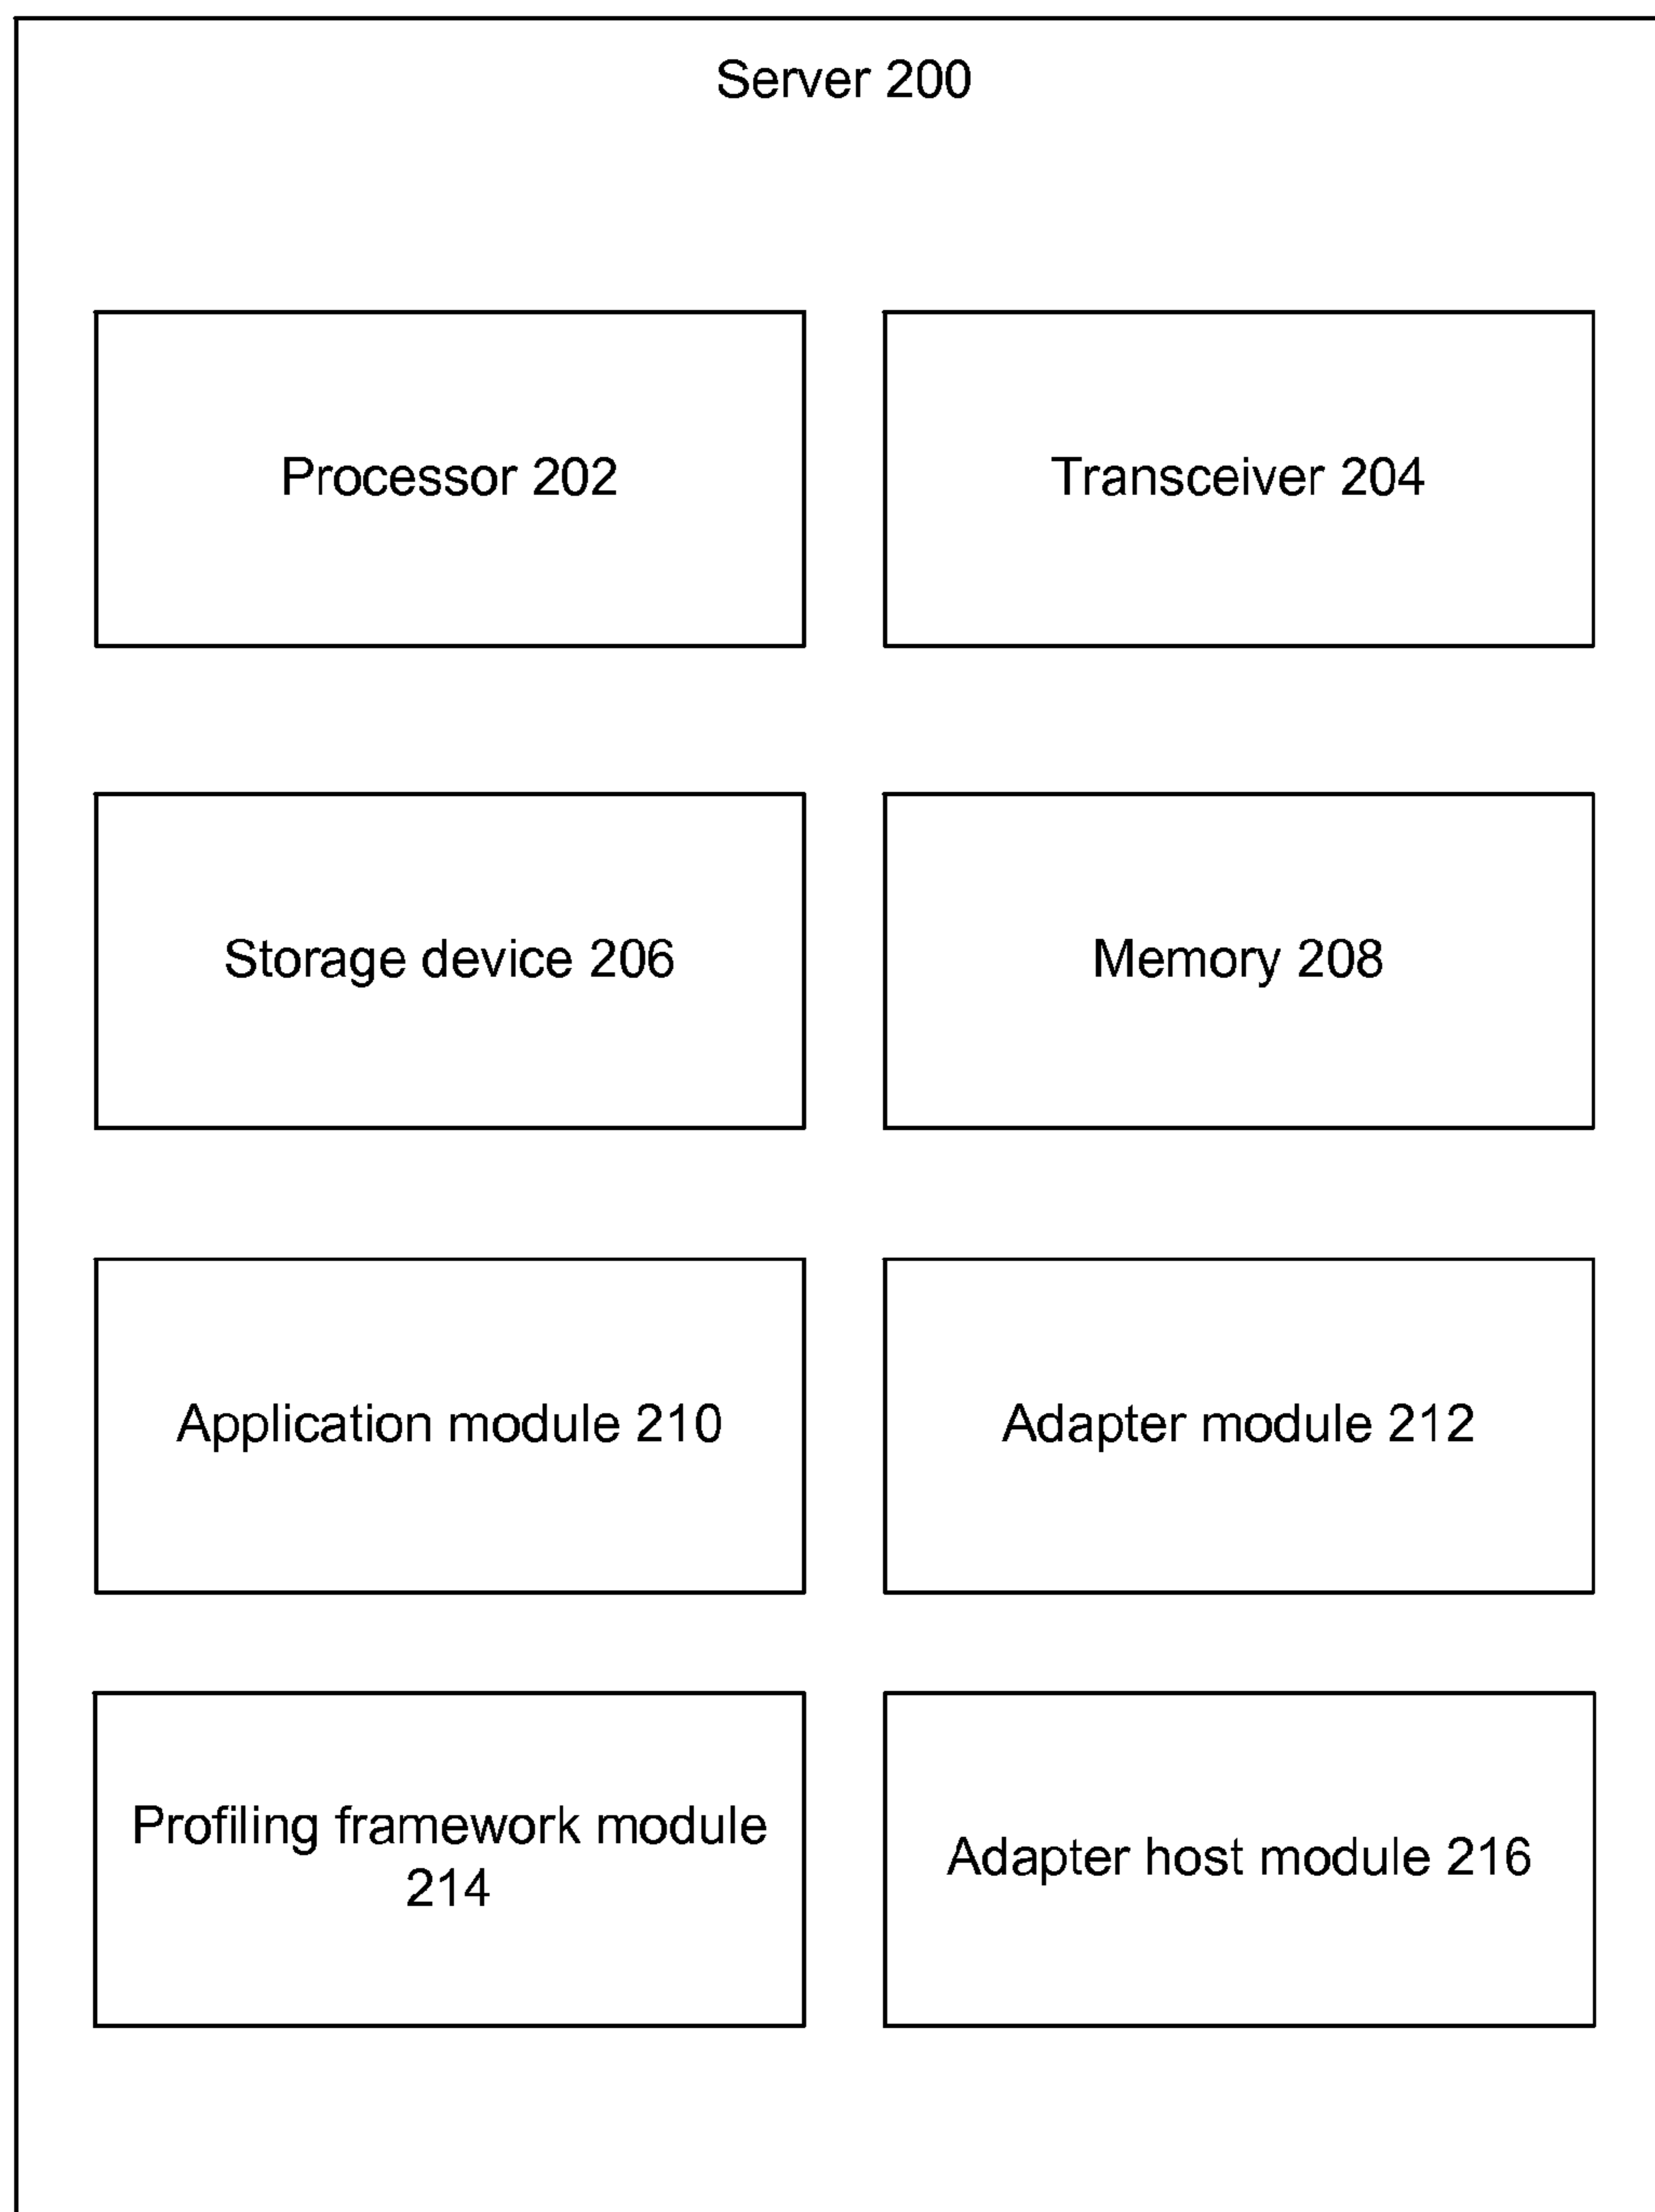 Server 200
Processor 202
Transceiver 204
Storage device 206
Memory 208
Application module 210
Adapter module 212
Profiling framework module
214
Adapter host module 216